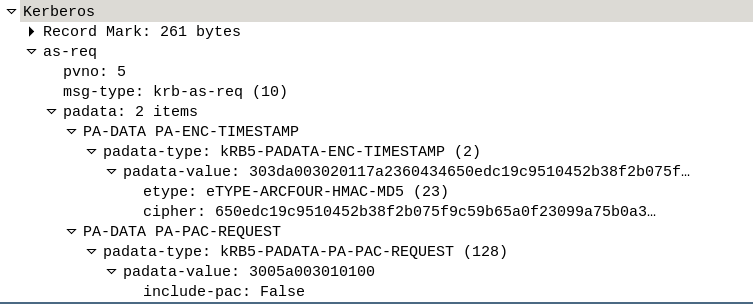 Kerberos
Record Mark: 261 bytes
as-req
pvno: 5
msg-type: krb-as-req (10)
padata: 2 items
PA-DATA PA-ENC-TIMESTAMP
padata-type: kRB5-PADATA-ENC-TIMESTAMP (2)
padata-value: 303da003020117a2360434650edc19c9510452b38f2b075f…
etype: eTYPE-ARCFOUR-HMAC-MD5 (23)
cipher: 650edc19c9510452b38f2b075f9c59b65a0f23099a75b0a3…
PA-DATA PA-PAC-REQUEST
padata-type: kRB5-PADATA-PA-PAC-REQUEST (128)
padata-value: 3005a003010100
include-pac: False